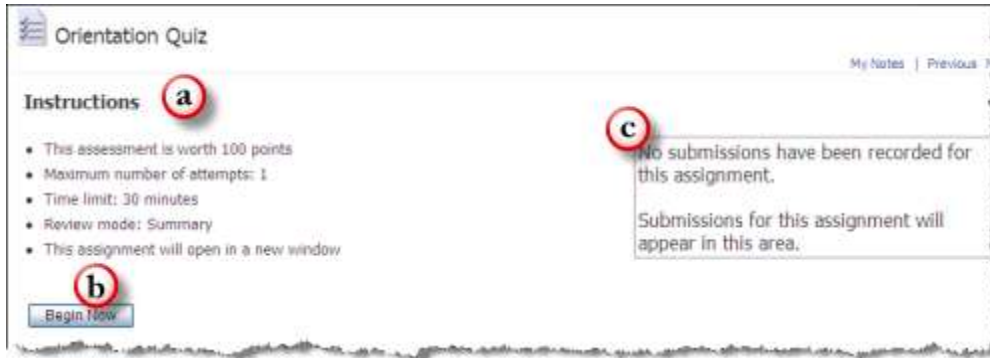 Orientation Quiz
My Notes | Previous
Instructions
a
• This assessment is worth 100 points
• Maximum number of attempts: 1
• Time limit: 30 minutes
• Review mode: Summary
• This assignment will open in a new window
b
Begin Now
c
No submissions have been recorded for
this assignment.
Submissions for this assignment will
appear in this area.